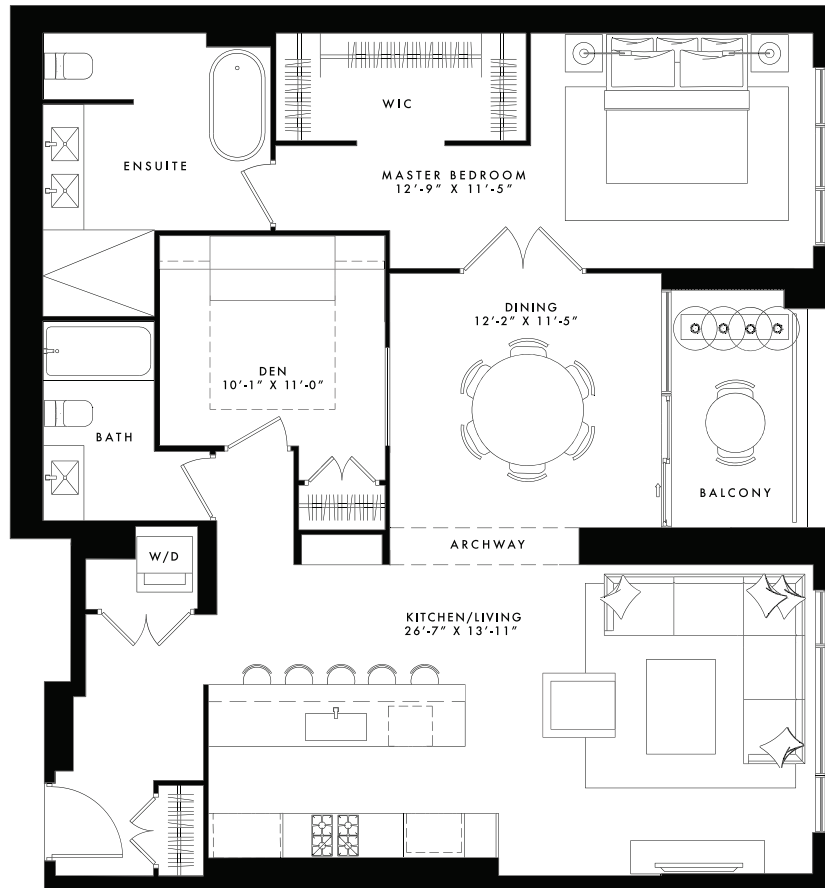 WIC
ENSUITE
MASTER BEDROOM
12'-9" X 11'-5"
DINING
12'-2" X 11'-5"
DEN
10'-1" X 11'-0"
BATH
BALCONY
ARCHWAY
W/D
KITCHEN/LIVING
26'-7" X 13'-11"